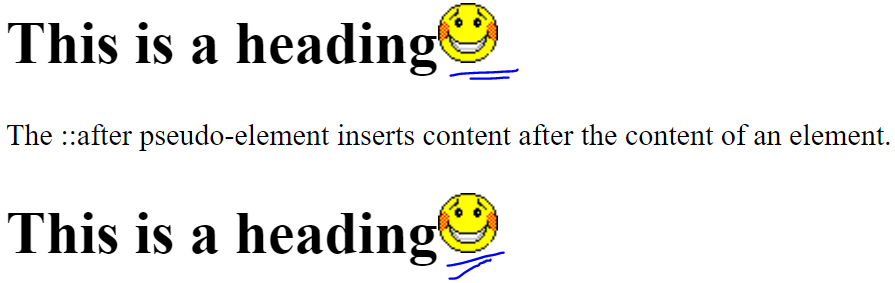 This is a heading
The ::after pseudo-element inserts content after the content of an element.
This is a heading